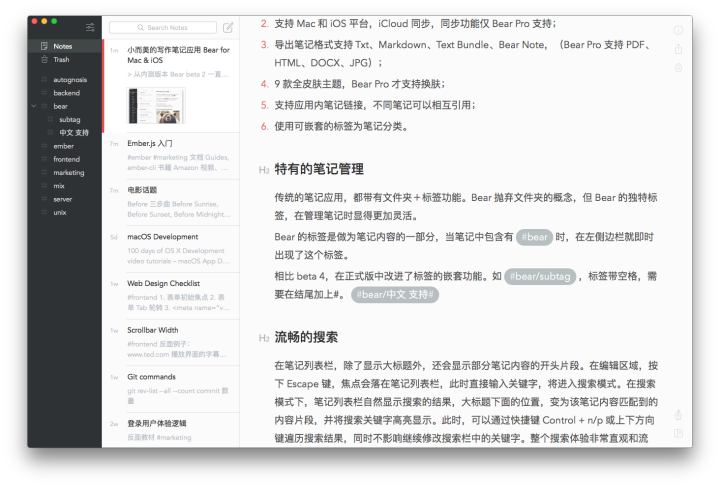 Notes
Trash
autognosis
backend
bear
subtag
中文 支持
ember
frontend
marketing
mix
server
unix
Search Notes
1m
小而美的写作笔记应用 Bear for
Mac & iOS
> 从内测版本 Bear beta 2 一直…
7m
Ember.js 入门
#ember #marketing 文档 Guides,
ember-cli 书籍 Amazon 视频、…
7m
电影话题
Before 三步曲 Before Sunrise,
Before Sunset, Before Midnight…
5d
macOS Development
100 days of OS X Development
video tutorials – macOS App D…
1w
Web Design Checklist
#frontend 1. 表单初始焦点 2. 表
单 Tab 轮转 3. <meta name="v…
1w
Scrollbar Width
#frontend 反面例子：
www.ted.com 播放界面的字幕…
1w
Git commands
git rev-list --all --count commit 数
量
2w
登录用户体验逻辑
反面教材 #marketing
2. 支持 Mac 和 iOS 平台，iCloud 同步，同步功能仅 Bear Pro 支持；
3. 导出笔记格式支持 Txt、Markdown、Text Bundle、Bear Note，（Bear Pro 支持 PDF、
HTML、DOCX、JPG）；
4. 9 款全皮肤主题，Bear Pro 才支持换肤；
5. 支持应用内笔记链接，不同笔记可以相互引用；
6. 使用可嵌套的标签为笔记分类。
H2 特有的笔记管理
传统的笔记应用，都带有文件夹＋标签功能。Bear 抛弃文件夹的概念，但 Bear 的独特标
签，在管理笔记时显得更加灵活。
Bear 的标签是做为笔记内容的一部分，当笔记中包含有 #bear 时，在左侧边栏就即时
出现了这个标签。
相比 beta 4，在正式版中改进了标签的嵌套功能。如 #bear/subtag ，标签带空格，需
要在结尾加上#。 #bear/中文 支持#
H2 流畅的搜索
在笔记列表栏，除了显示大标题外，还会显示部分笔记内容的开头片段。在编辑区域，按
下 Escape 键，焦点会落在笔记列表栏，此时直接输入关键字，将进入搜索模式。在搜索
模式下，笔记列表栏自然显示搜索的结果，大标题下面的位置，变为该笔记内容匹配到的
内容片段，并将搜索关键字高亮显示。此时，可以通过快捷键 Control + n/p 或上下方向
键遍历搜索结果，同时不影响继续修改搜索栏中的关键字。整个搜索体验非常直观和流